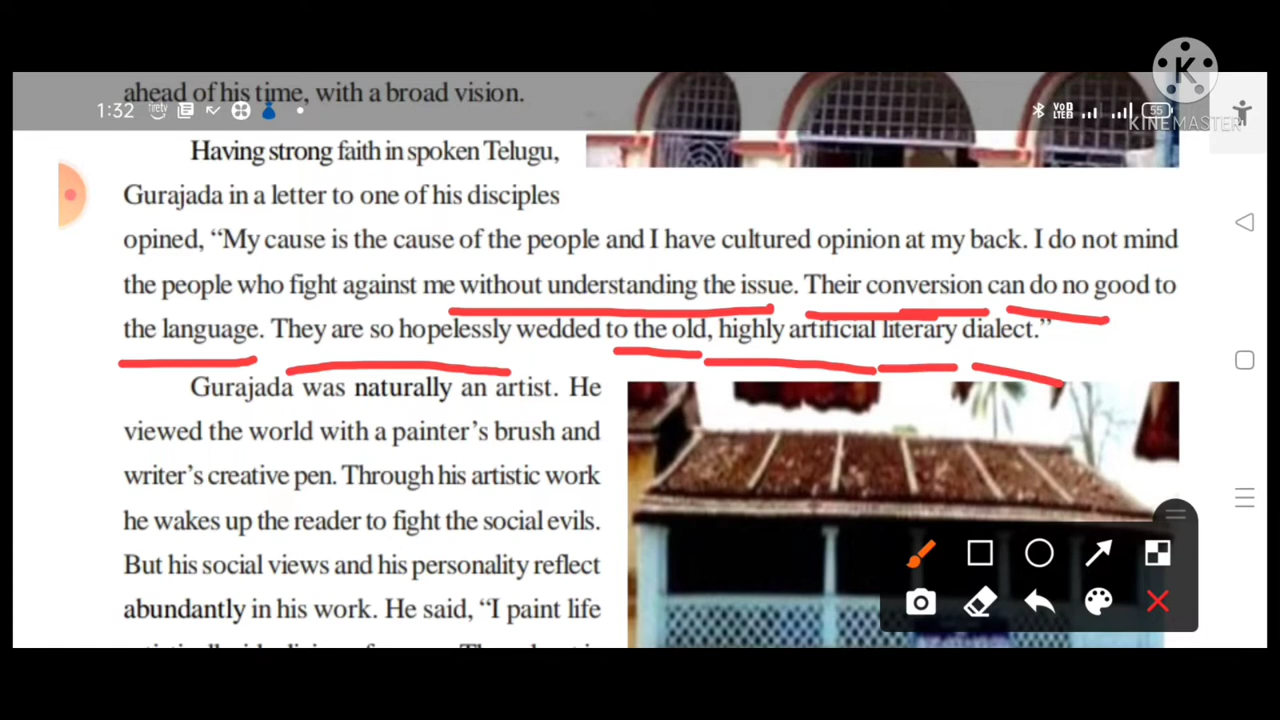 ahead of his time, with a broad vision.
1:32
55
KINEMASTER
Having strong faith in spoken Telugu,
Gurajada in a letter to one of his disciples
opined, “My cause is the cause of the people and I have cultured opinion at my back. I do not mind
the people who fight against me without understanding the issue. Their conversion can do no good to
the language. They are so hopelessly wedded to the old, highly artificial literary dialect.”
Gurajada was naturally an artist. He
viewed the world with a painter’s brush and
writer’s creative pen. Through his artistic work
he wakes up the reader to fight the social evils.
But his social views and his personality reflect
abundantly in his work. He said, “I paint life